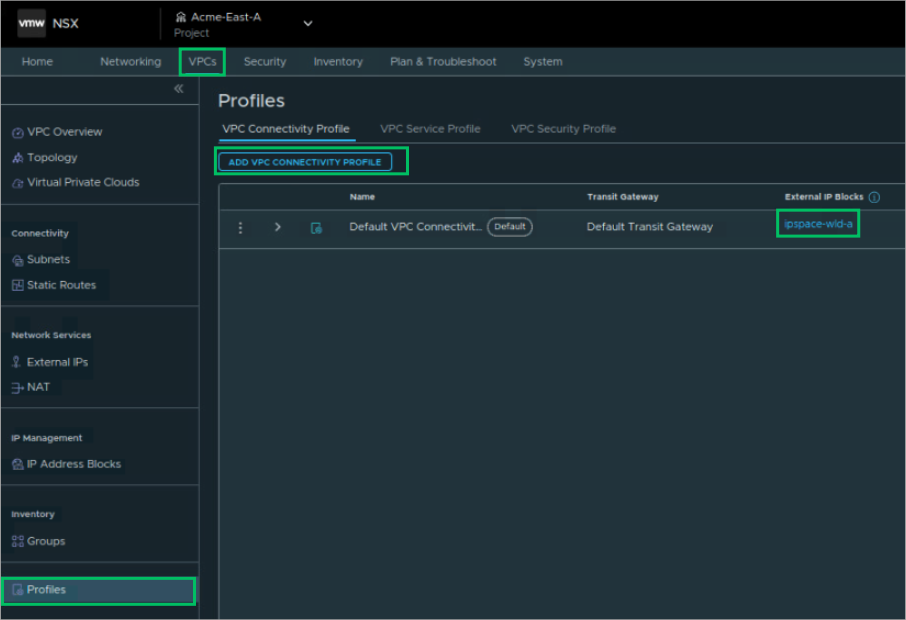 vmw NSX
Acme-East-A
Project
Home Networking VPCs Security Inventory Plan & Troubleshoot System
«
Profiles
VPC Connectivity Profile VPC Service Profile VPC Security Profile
ADD VPC CONNECTIVITY PROFILE
Name Transit Gateway External IP Blocks
Default VPC Connectivit... Default Default Transit Gateway ipspace-wld-a
VPC Overview
Topology
Virtual Private Clouds
Connectivity
Subnets
Static Routes
Network Services
External IPs
NAT
IP Management
IP Address Blocks
Inventory
Groups
Profiles